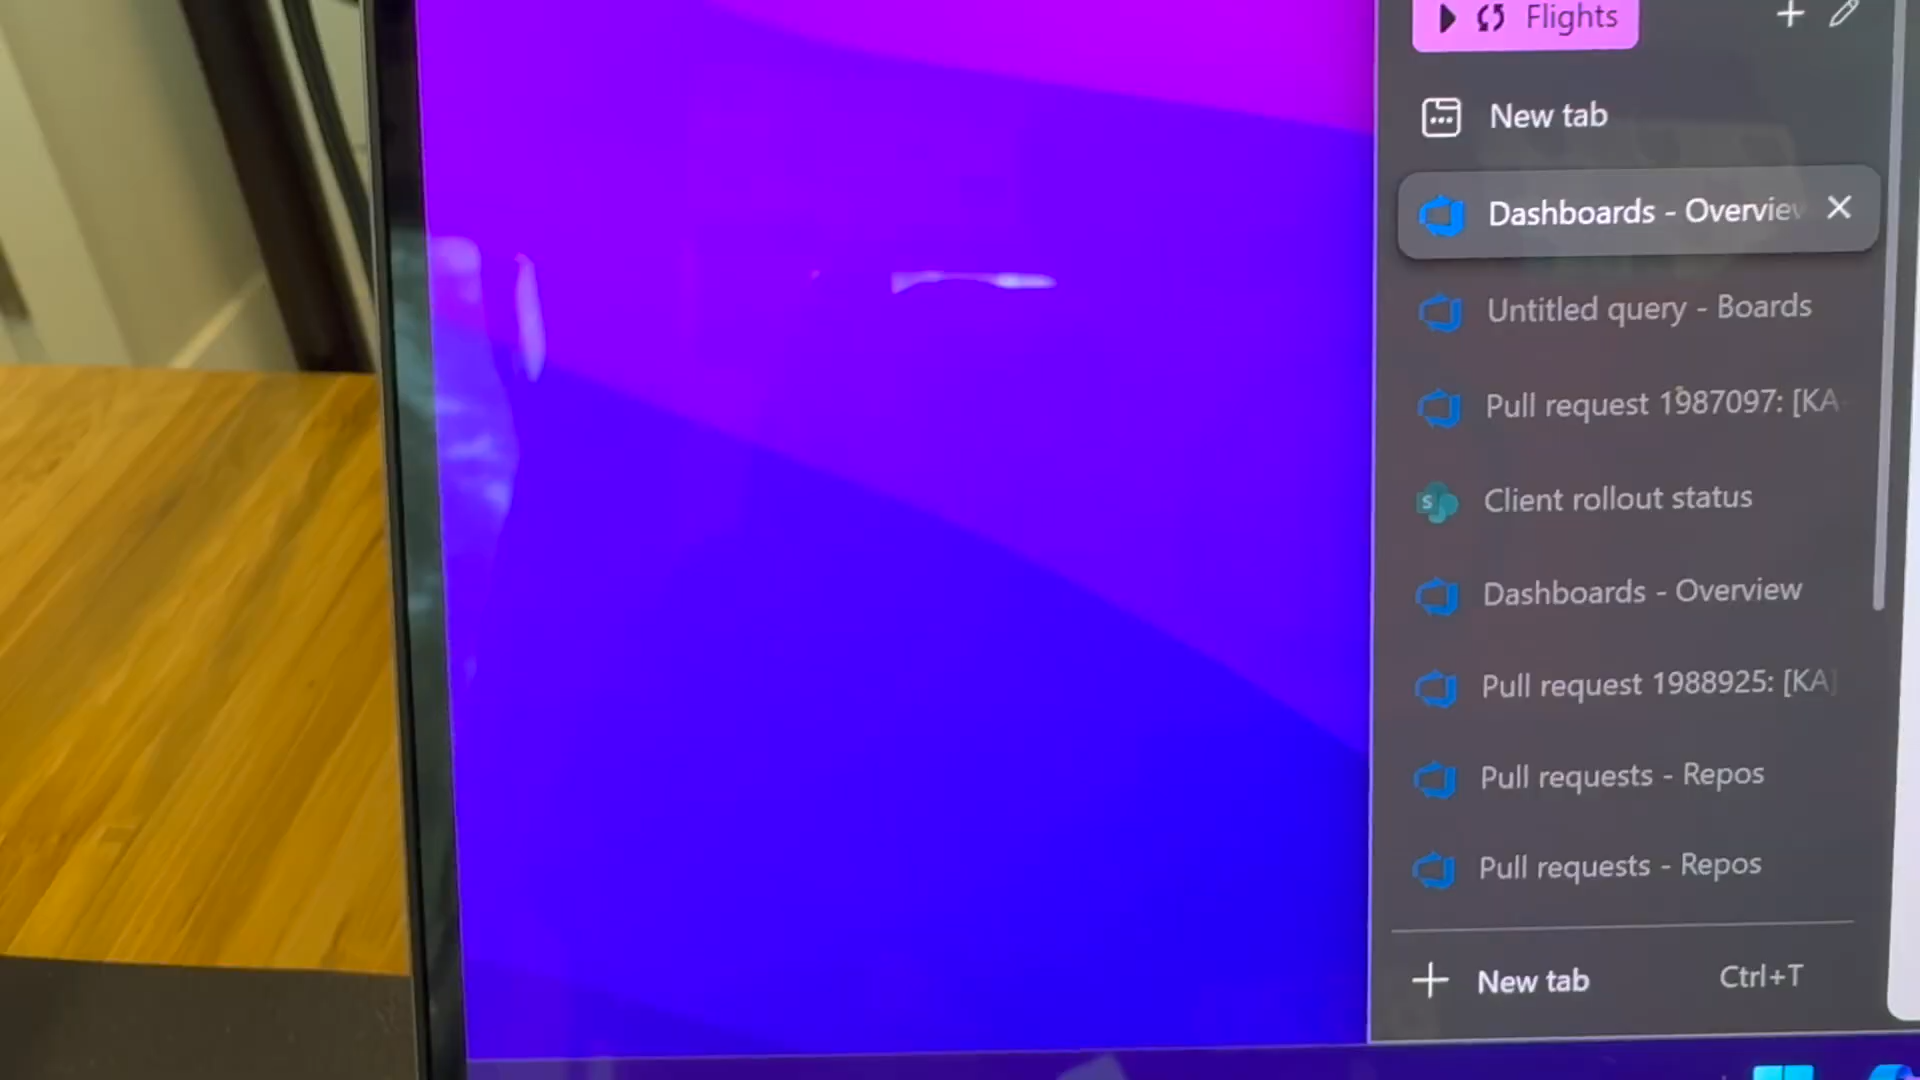 Flights
New tab
Dashboards - Overview
Untitled query - Boards
Pull request 1987097: [KA
Client rollout status
Dashboards - Overview
Pull request 1988925: [KA]
Pull requests - Repos
Pull requests - Repos
New tab Ctrl+T